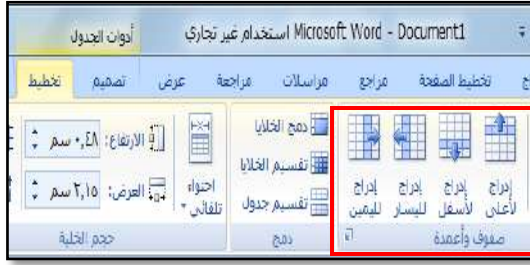 Microsoft Word - Document1 استخدام غير تجاري
أدوات الجدول
تخطيط الصفحة مراجع مراسلات مراجعة عرض تصميم تخطيط
إدراج لأعلى
إدراج لأسفل
إدراج لليسار
إدراج لليمين
صفوف وأعمدة
دمج الخلايا
تقسيم الخلايا
تقسيم جدول
دمج
احتواء تلقائي
الارتفاع: ٠,٤٨ سم
العرض: ٢,١٥ سم
حجم الخلية